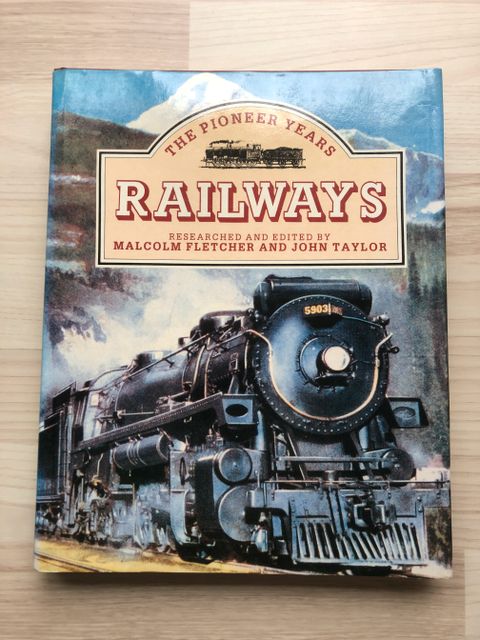 THE PIONEER YEARS
RAILWAYS
RESEARCHED AND EDITED BY
MALCOLM FLETCHER AND JOHN TAYLOR
5903